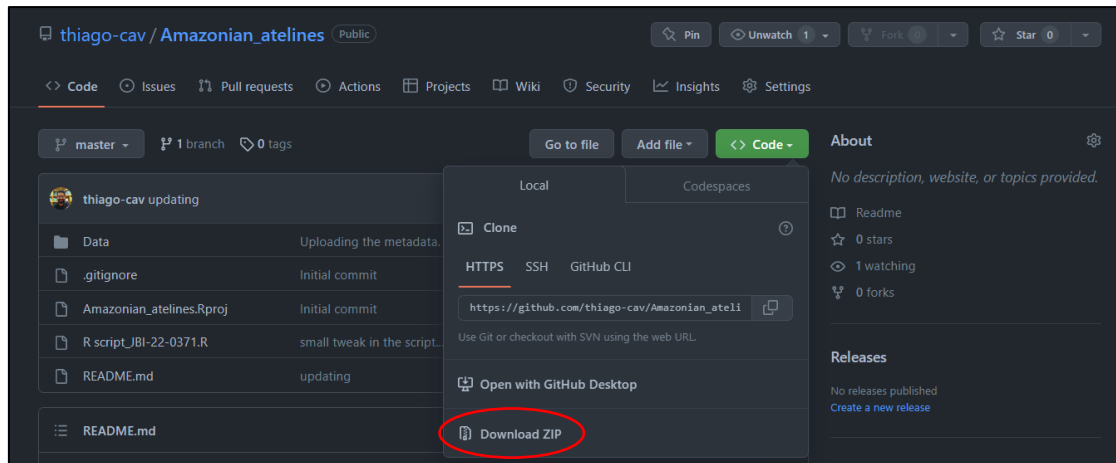 thiago-cav / Amazonian_atelines Public
Pin
Unwatch 1
Fork 0
Star 0
Code
Issues
Pull requests
Actions
Projects
Wiki
Security
Insights
Settings
master
1 branch
0 tags
Go to file
Add file
Code
thiago-cav updating
Data
Uploading the metadata.
.gitignore
Initial commit
Amazonian_atelines.Rproj
Initial commit
R script_JBI-22-0371.R
small tweak in the script...
README.md
updating
README.md
Local
Codespaces
Clone
HTTPS
SSH
GitHub CLI
https://github.com/thiago-cav/Amazonian_ateli
Use Git or checkout with SVN using the web URL.
Open with GitHub Desktop
Download ZIP
About
No description, website, or topics provided.
Readme
0 stars
1 watching
0 forks
Releases
No releases published
Create a new release